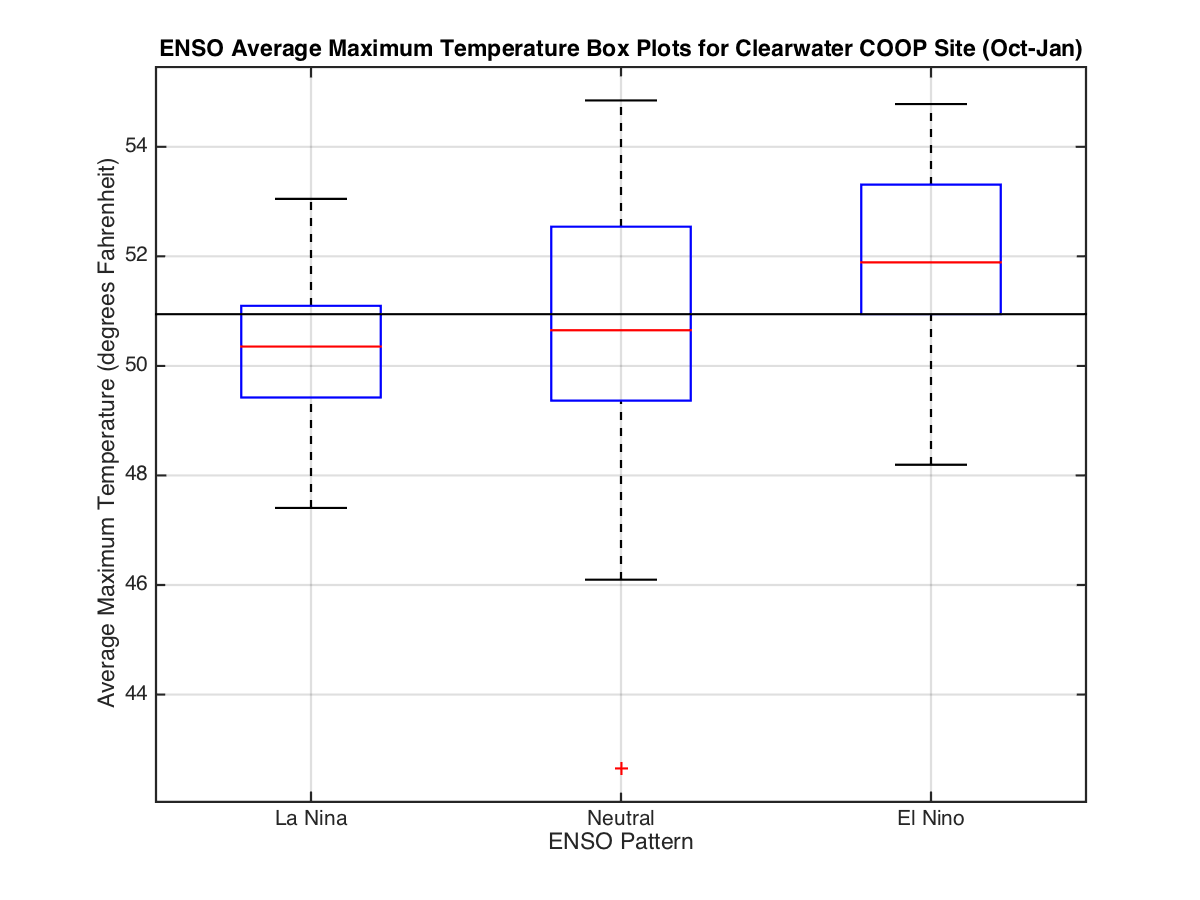 ENSO Average Maximum Temperature Box Plots for Clearwater COOP Site (Oct-Jan)
Average Maximum Temperature (degrees Fahrenheit)
54
52
50
48
46
44
La Nina Neutral El Nino
ENSO Pattern